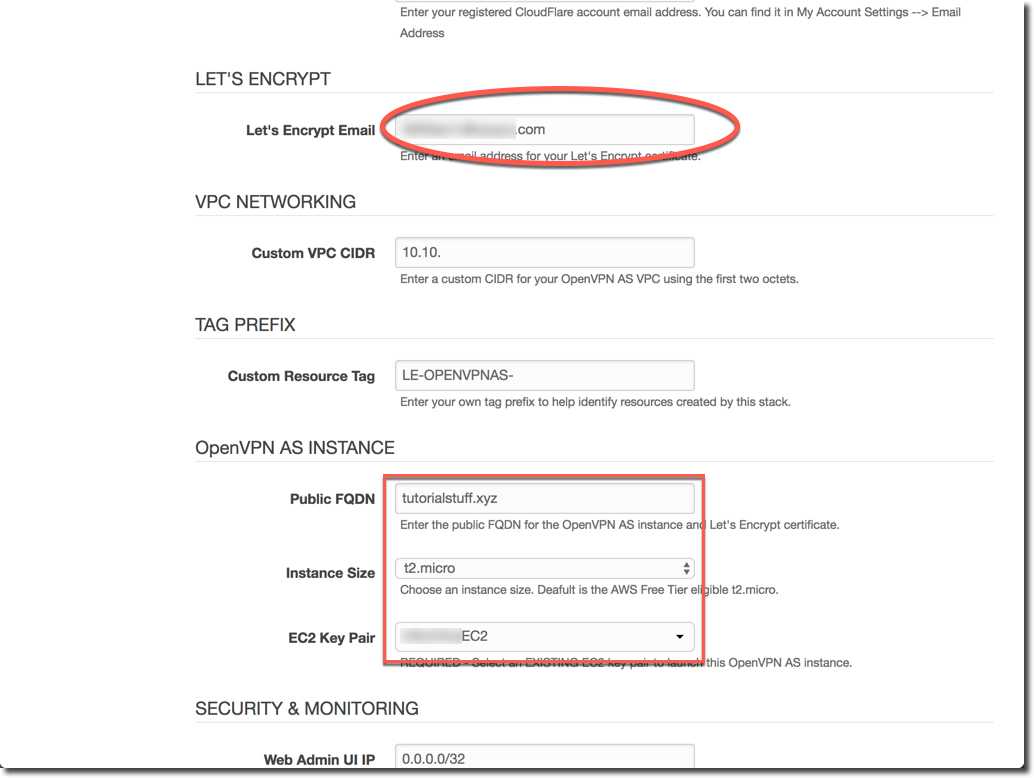 Enter your registered CloudFlare account email address. You can find it in My Account Settings --> Email
Address
LET'S ENCRYPT
Let's Encrypt Email .com
Enter an email address for your Let's Encrypt certificate.
VPC NETWORKING
Custom VPC CIDR 10.10.
Enter a custom CIDR for your OpenVPN AS VPC using the first two octets.
TAG PREFIX
Custom Resource Tag LE-OPENVPNAS-
Enter your own tag prefix to help identify resources created by this stack.
OpenVPN AS INSTANCE
Public FQDN tutorialstuff.xyz
Enter the public FQDN for the OpenVPN AS instance and Let's Encrypt certificate.
Instance Size t2.micro
Choose an instance size. Deafult is the AWS Free Tier eligible t2.micro.
EC2 Key Pair EC2
REQUIRED - Select an EXISTING EC2 key pair to launch this OpenVPN AS instance.
SECURITY & MONITORING
Web Admin UI IP 0.0.0.0/32